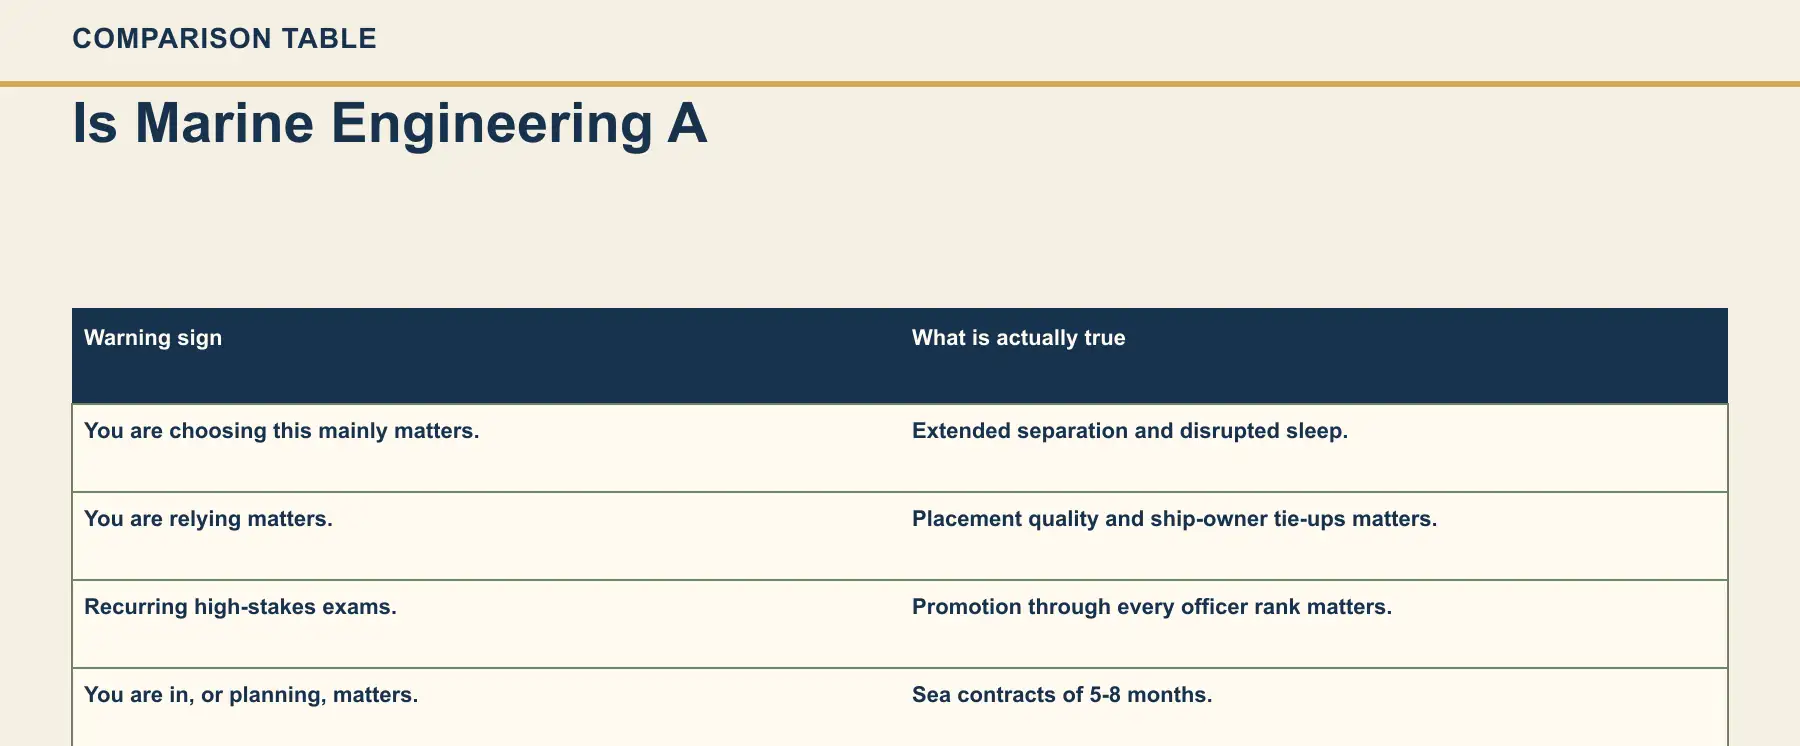 COMPARISON TABLE
Is Marine Engineering A
Warning sign What is actually true
You are choosing this mainly matters. Extended separation and disrupted sleep.
You are relying matters. Placement quality and ship-owner tie-ups matters.
Recurring high-stakes exams. Promotion through every officer rank matters.
You are in, or planning, matters. Sea contracts of 5-8 months.